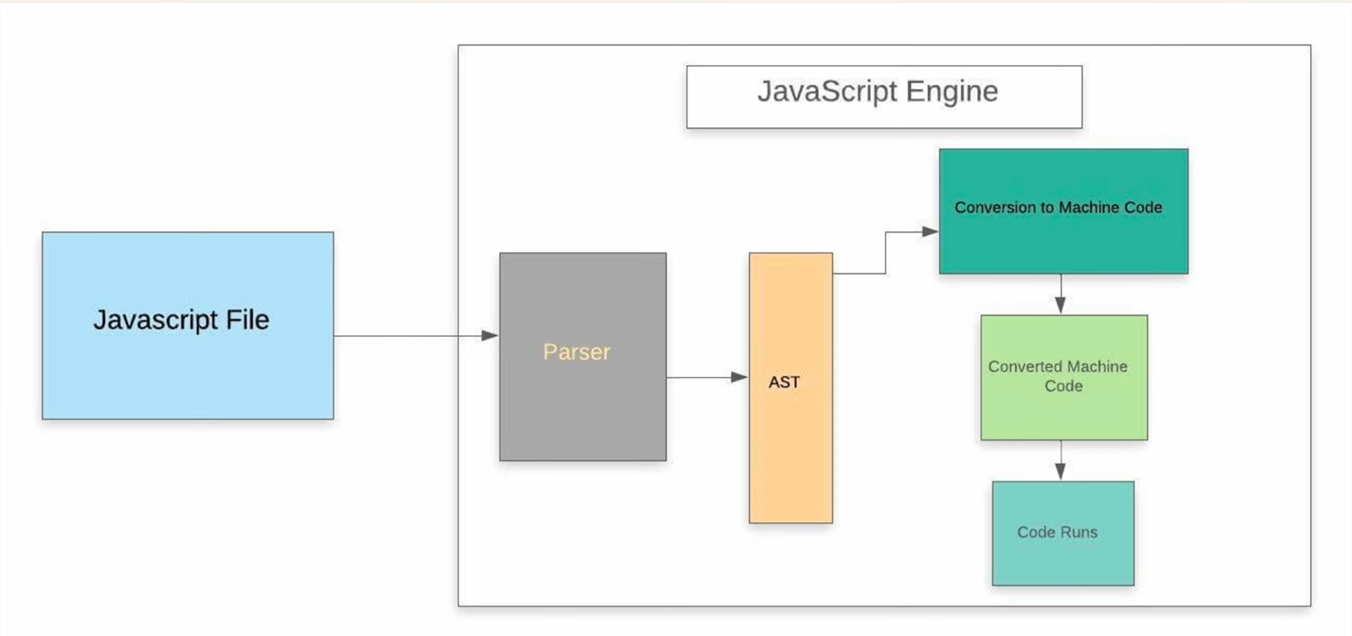 JavaScript Engine
Javascript File
Parser
AST
Conversion to Machine Code
Converted Machine
Code
Code Runs